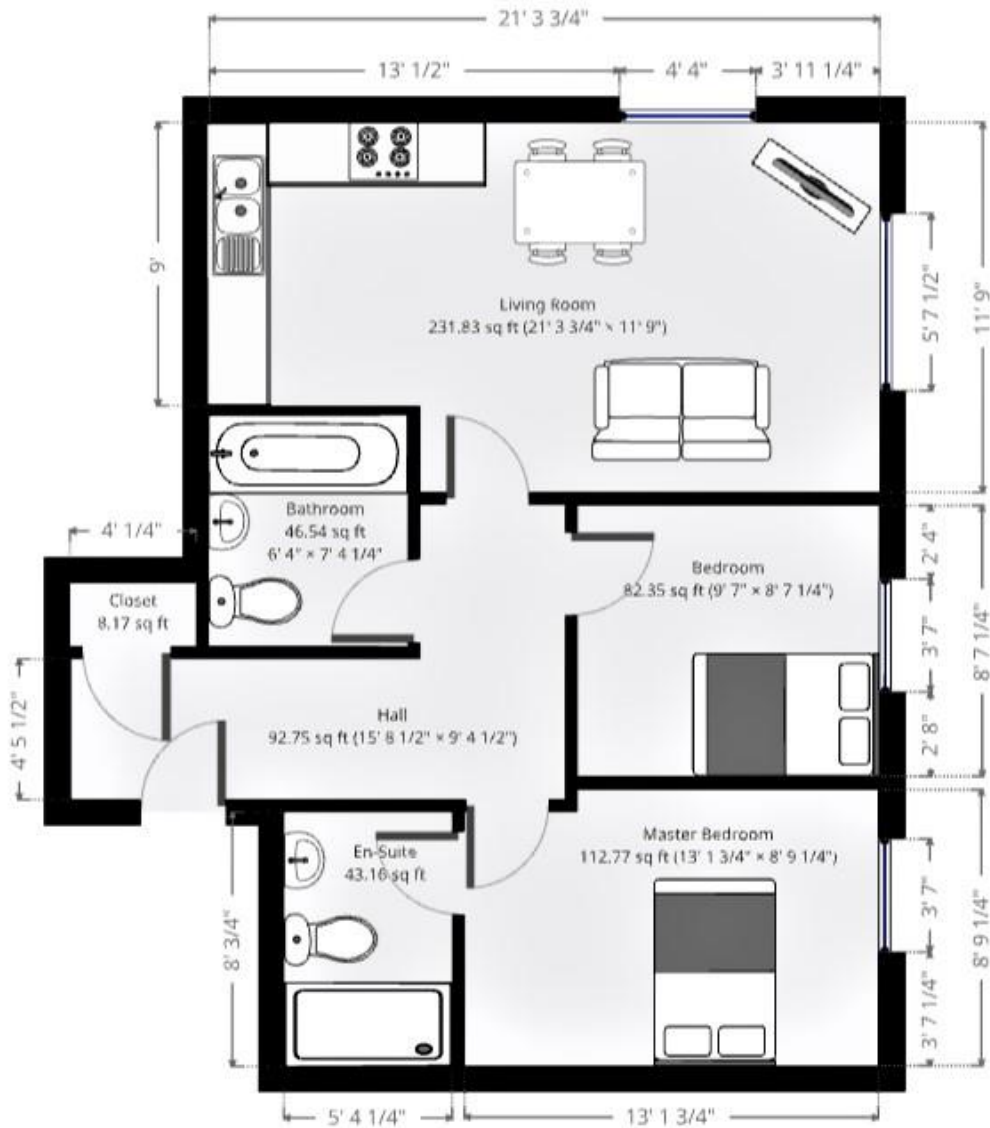 21' 3 3/4"
13' 1/2"
4' 4"
3' 11 1/4"
9'
5' 7 1/2"
11' 9"
Living Room
231.83 sq ft (21' 3 3/4" × 11' 9")
4' 1/4"
Bathroom
46.54 sq ft
6' 4" × 7' 4 1/4"
2' 4"
Bedroom
82.35 sq ft (9' 7" × 8' 7 1/4")
3' 7"
8' 7 1/4"
Closet
8.17 sq ft
4' 5 1/2"
Hall
92.75 sq ft (15' 8 1/2" × 9' 4 1/2")
2' 8"
Master Bedroom
112.77 sq ft (13' 1 3/4" × 8' 9 1/4")
En-Suite
43.16 sq ft
8' 3/4"
3' 7"
8' 9 1/4"
3' 7 1/4"
5' 4 1/4"
13' 1 3/4"